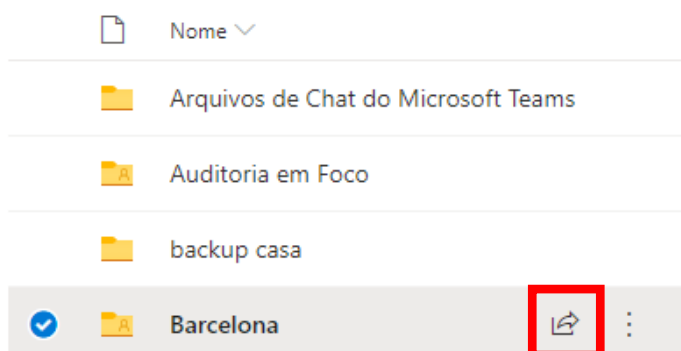 Nome
Arquivos de Chat do Microsoft Teams
Auditoria em Foco
backup casa
Barcelona